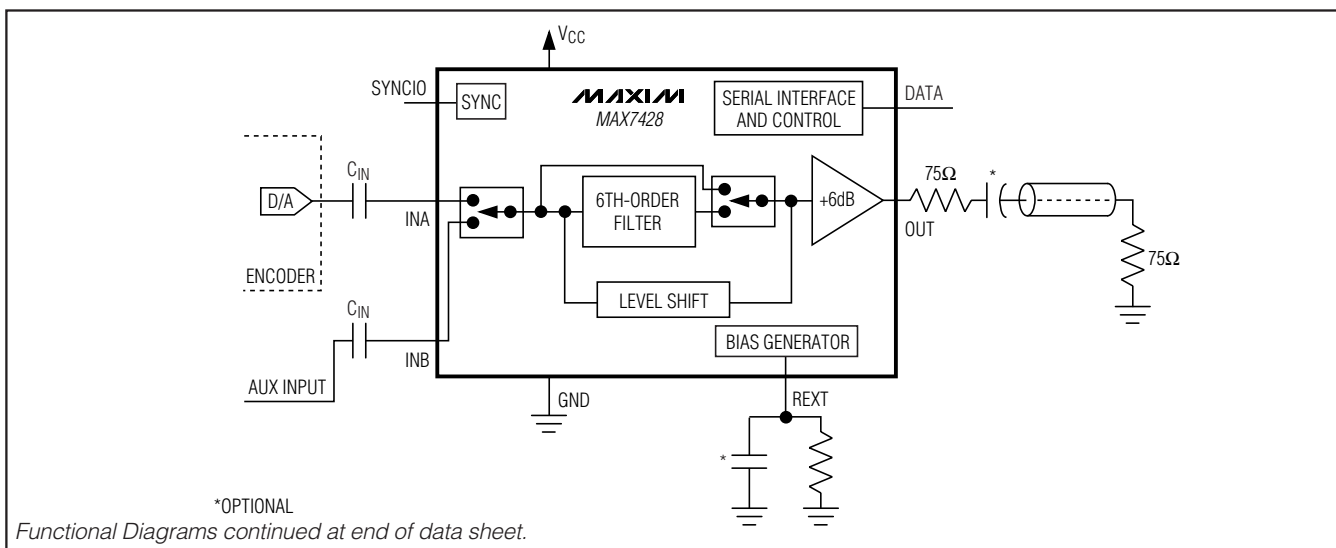 VCC
SYNCIO
SYNC
MAXIM
MAX7428
SERIAL INTERFACE
AND CONTROL
DATA
D/A
CIN
INA
6TH-ORDER
FILTER
+6dB
75Ω
*
OUT
75Ω
ENCODER
LEVEL SHIFT
CIN
INB
BIAS GENERATOR
AUX INPUT
GND
REXT
*
*OPTIONAL
Functional Diagrams continued at end of data sheet.